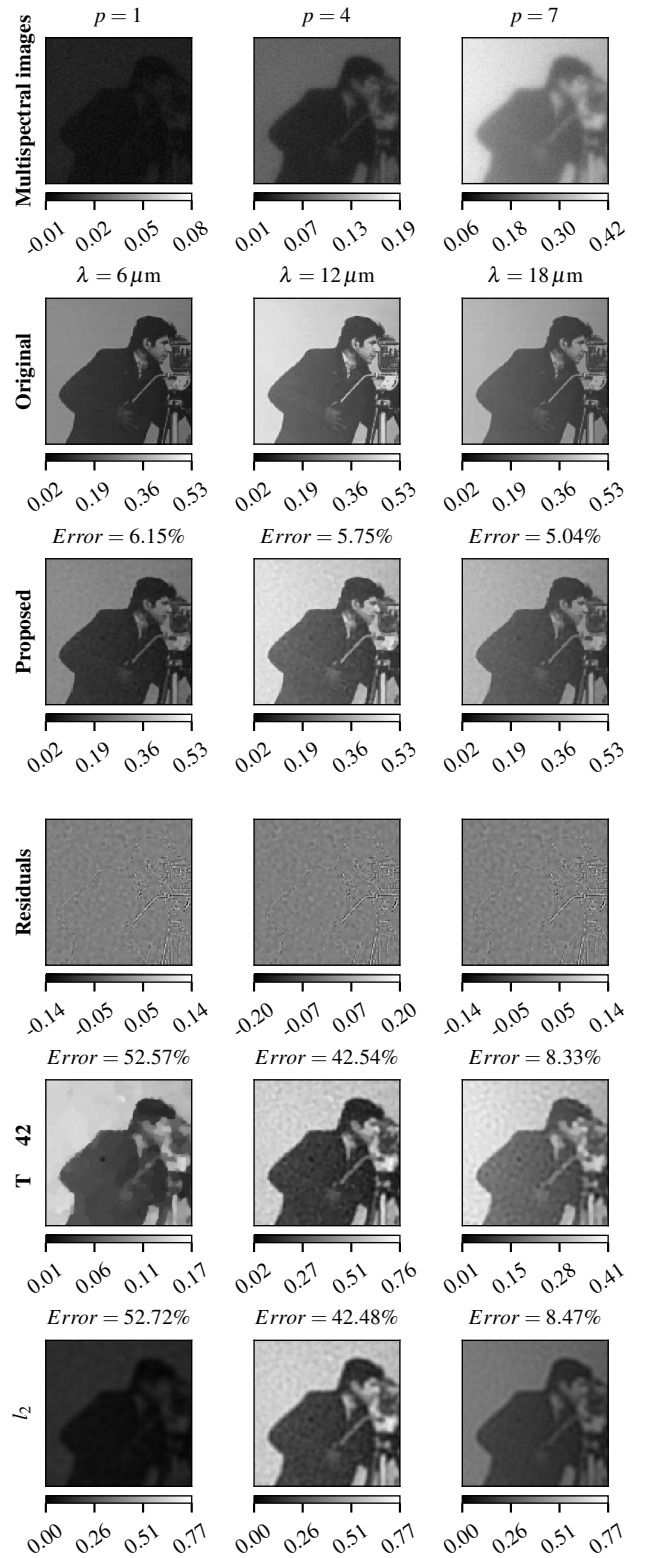 p = 1 p = 4 p = 7
Multispectral images
-0.01 0.02 0.05 0.08 0.01 0.07 0.13 0.19 0.06 0.18 0.30 0.42
λ = 6 μm λ = 12 μm λ = 18 μm
Original
0.02 0.19 0.36 0.53 0.02 0.19 0.36 0.53 0.02 0.19 0.36 0.53
Error = 6.15% Error = 5.75% Error = 5.04%
Proposed
0.02 0.19 0.36 0.53 0.02 0.19 0.36 0.53 0.02 0.19 0.36 0.53
Residuals
-0.14 -0.05 0.05 0.14 -0.20 -0.07 0.07 0.20 -0.14 -0.05 0.05 0.14
Error = 52.57% Error = 42.54% Error = 8.33%
T 42
0.01 0.06 0.11 0.17 0.02 0.27 0.51 0.76 0.01 0.15 0.28 0.41
Error = 52.72% Error = 42.48% Error = 8.47%
l₂
0.00 0.26 0.51 0.77 0.00 0.26 0.51 0.77 0.00 0.26 0.51 0.77